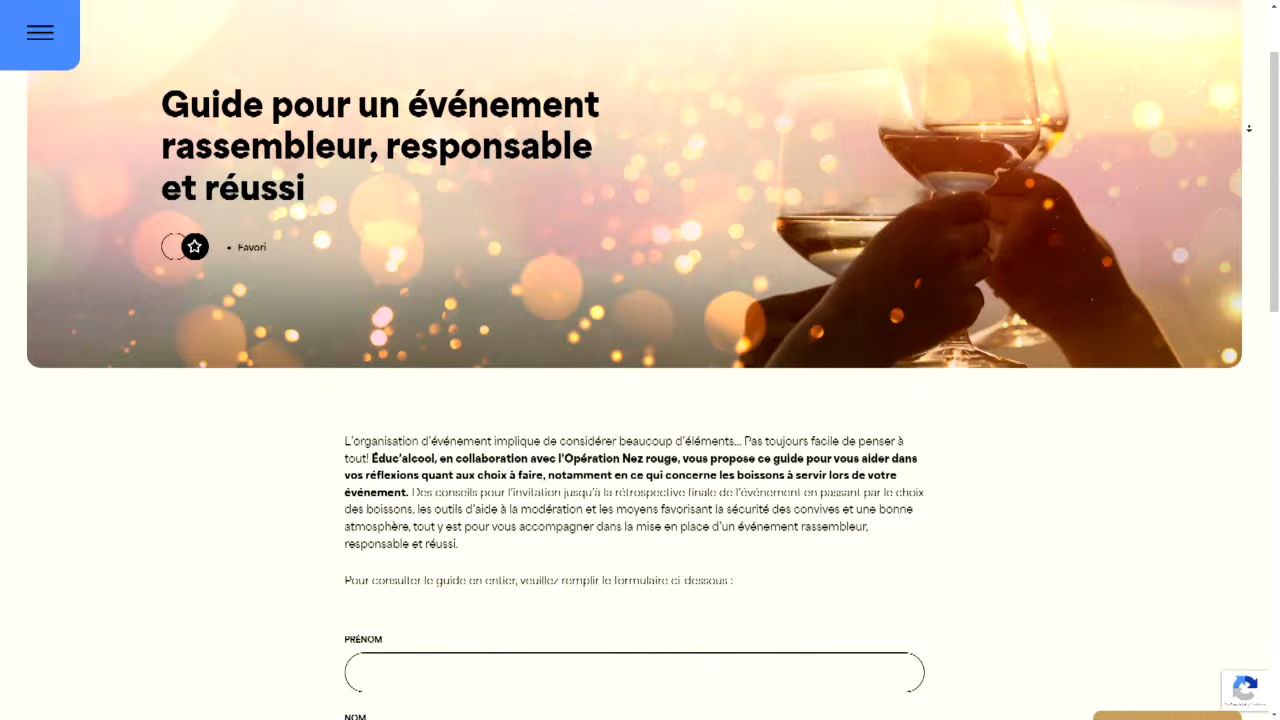 Guide pour un événement
rassembleur, responsable
et réussi
• Favori
L'organisation d'événement implique de considérer beaucoup d'éléments... Pas toujours facile de penser à
tout! Éduc'alcool, en collaboration avec l'Opération Nez rouge, vous propose ce guide pour vous aider dans
vos réflexions quant aux choix à faire, notamment en ce qui concerne les boissons à servir lors de votre
événement. Des conseils pour l'invitation jusqu'à la rétrospective finale de l'événement en passant par le choix
des boissons, les outils d'aide à la modération et les moyens favorisant la sécurité des convives et une bonne
atmosphère, tout y est pour vous accompagner dans la mise en place d'un événement rassembleur,
responsable et réussi.
Pour consulter le guide en entier, veuillez remplir le formulaire ci-dessous :
PRÉNOM
NOM